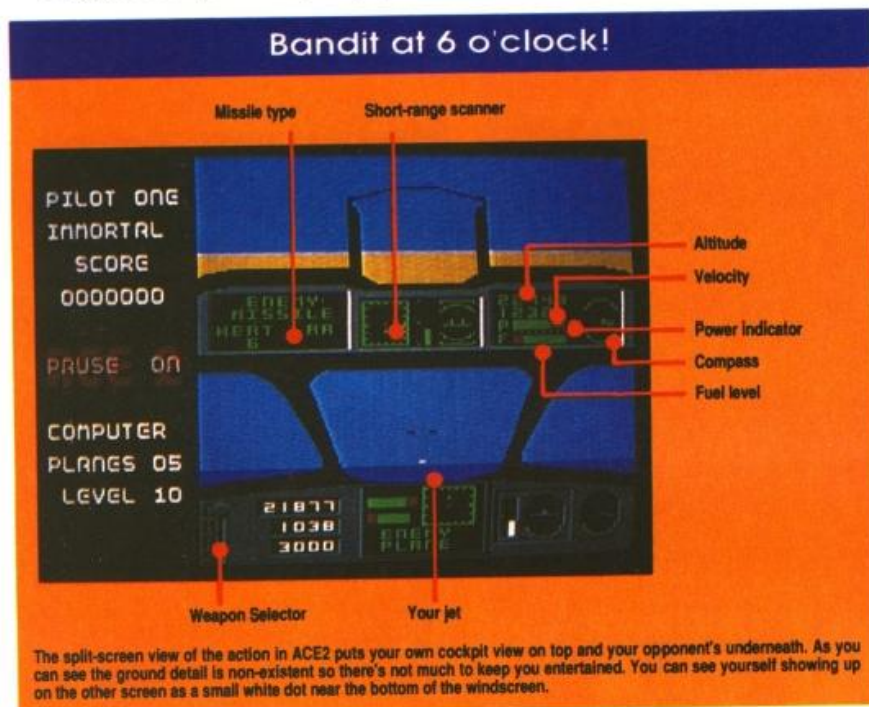 Bandit at 6 o'clock!
Missile type
Short-range scanner
PILOT ONE
IMMORTAL
SCORE
0000000
PAUSE ON
COMPUTER
PLANES 05
LEVEL 10
ENEMY
MISSILE
HEAT
6
Altitude
Velocity
Power indicator
Compass
Fuel level
21877
1038
3000
ENEMY
PLANE
Weapon Selector
Your jet
The split-screen view of the action in ACE2 puts your own cockpit view on top and your opponent's underneath. As you
can see the ground detail is non-existent so there's not much to keep you entertained. You can see yourself showing up
on the other screen as a small white dot near the bottom of the windscreen.